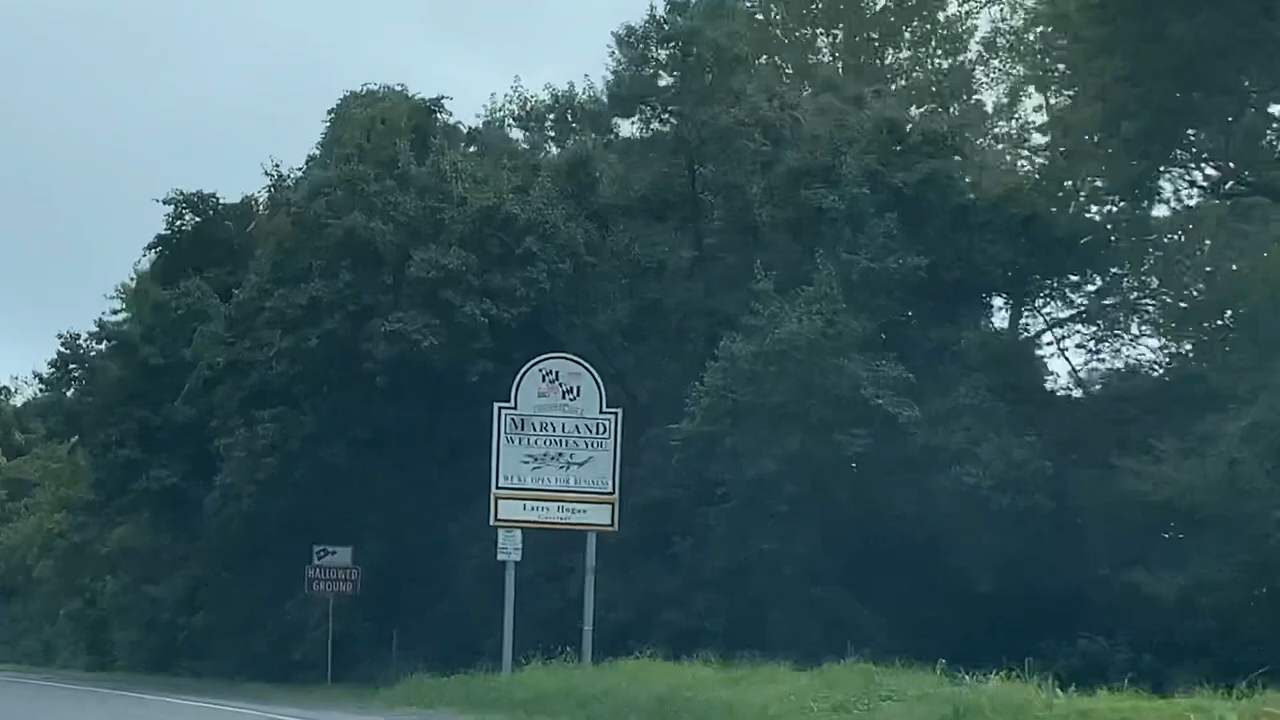 MARYLAND
WELCOMES YOU
WE'RE OPEN FOR BUSINESS
Larry Hogan
Governor
HALLOWED
GROUND